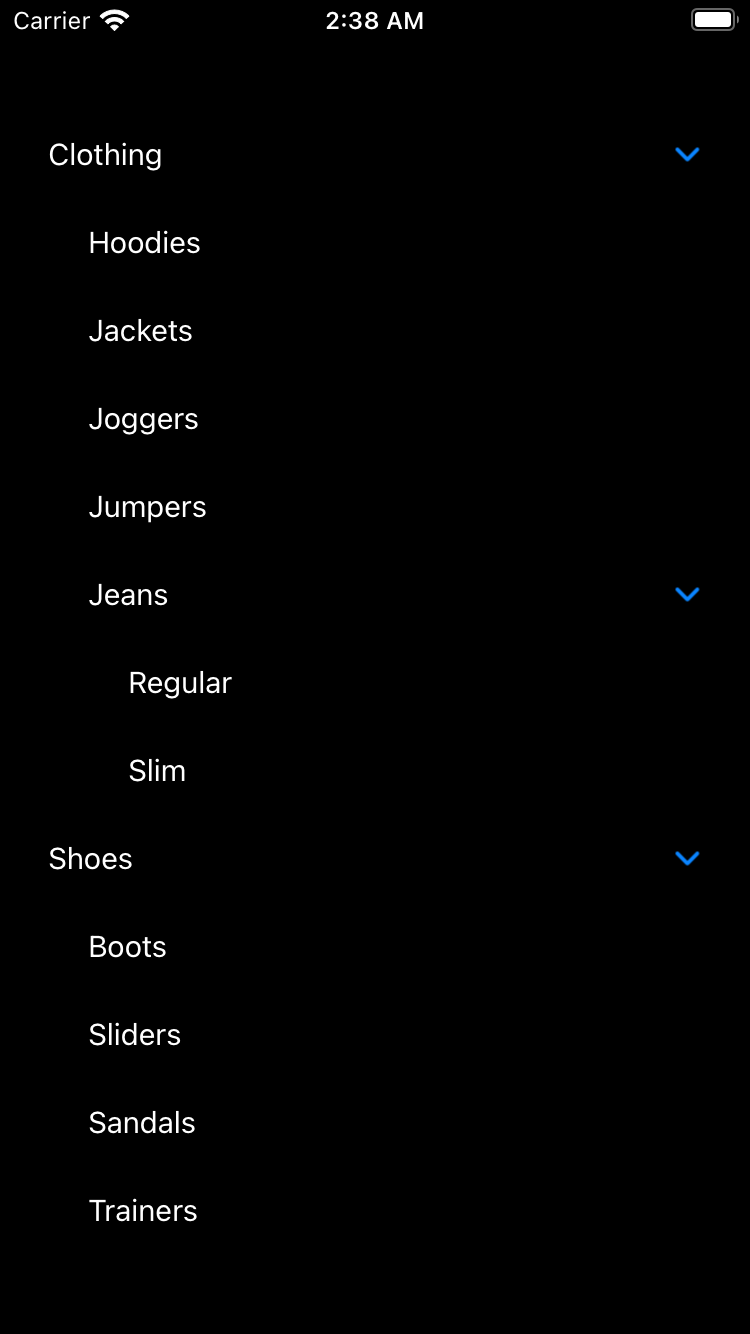 Carrier 2:38 AM
Clothing
Hoodies
Jackets
Joggers
Jumpers
Jeans
Regular
Slim
Shoes
Boots
Sliders
Sandals
Trainers